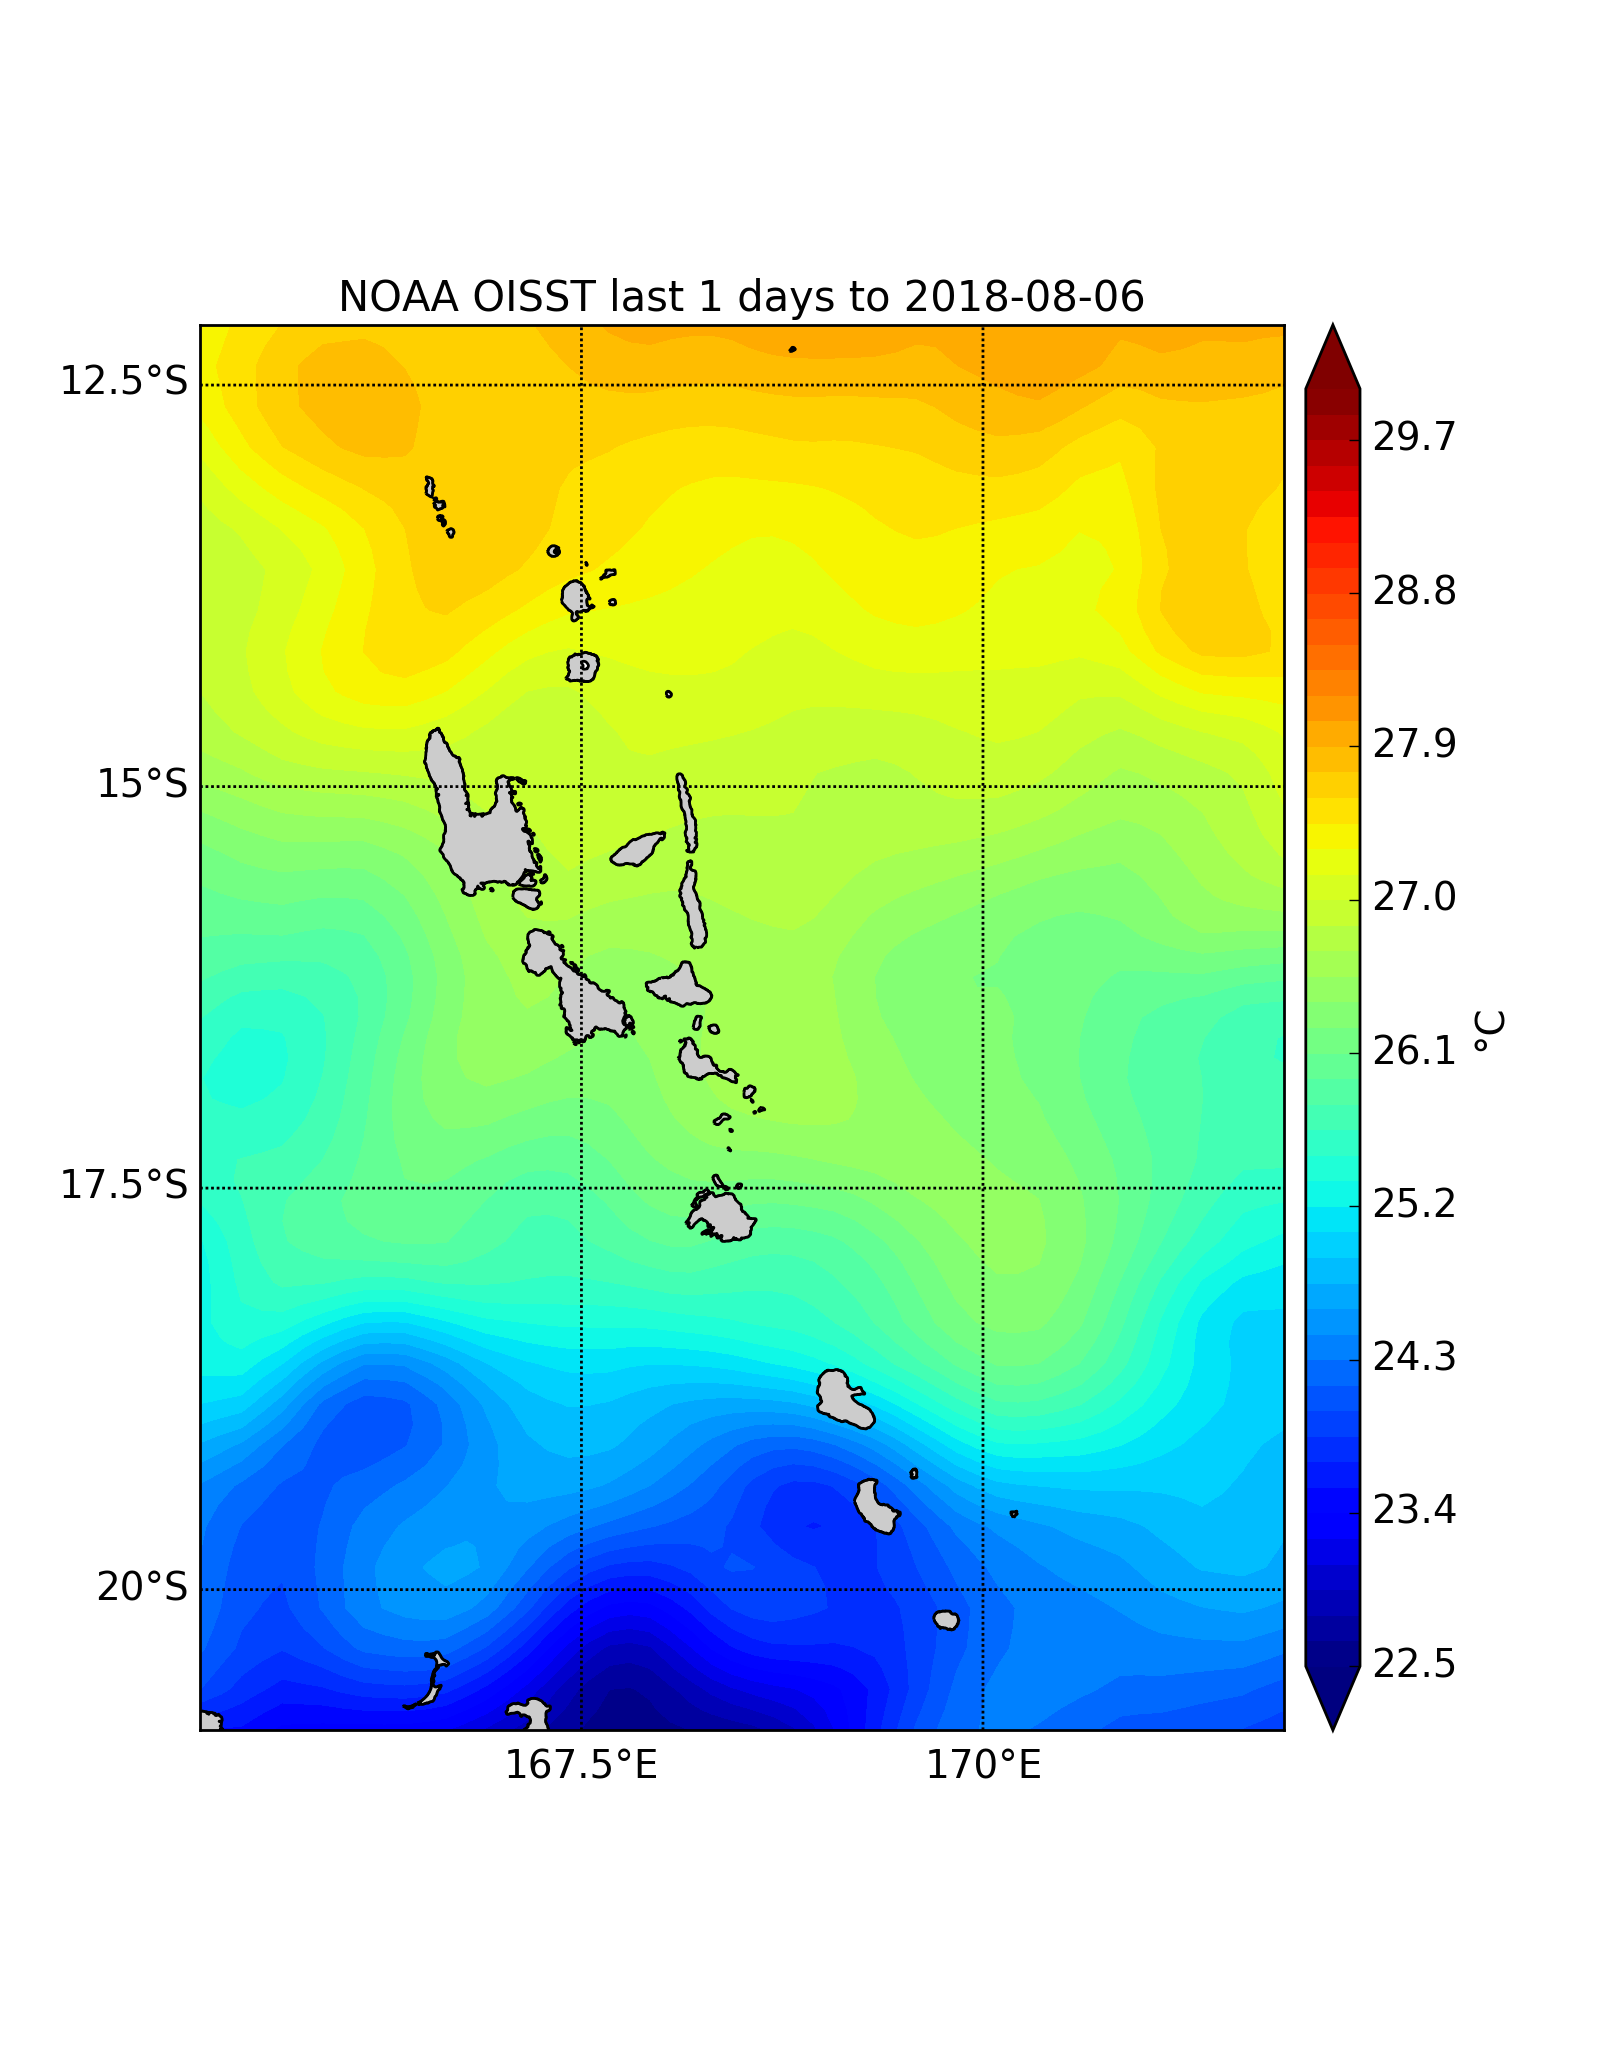 NOAA OISST last 1 days to 2018-08-06
12.5°S
15°S
17.5°S
20°S
167.5°E
170°E
29.7
28.8
27.9
27.0
26.1
25.2
24.3
23.4
22.5
°C